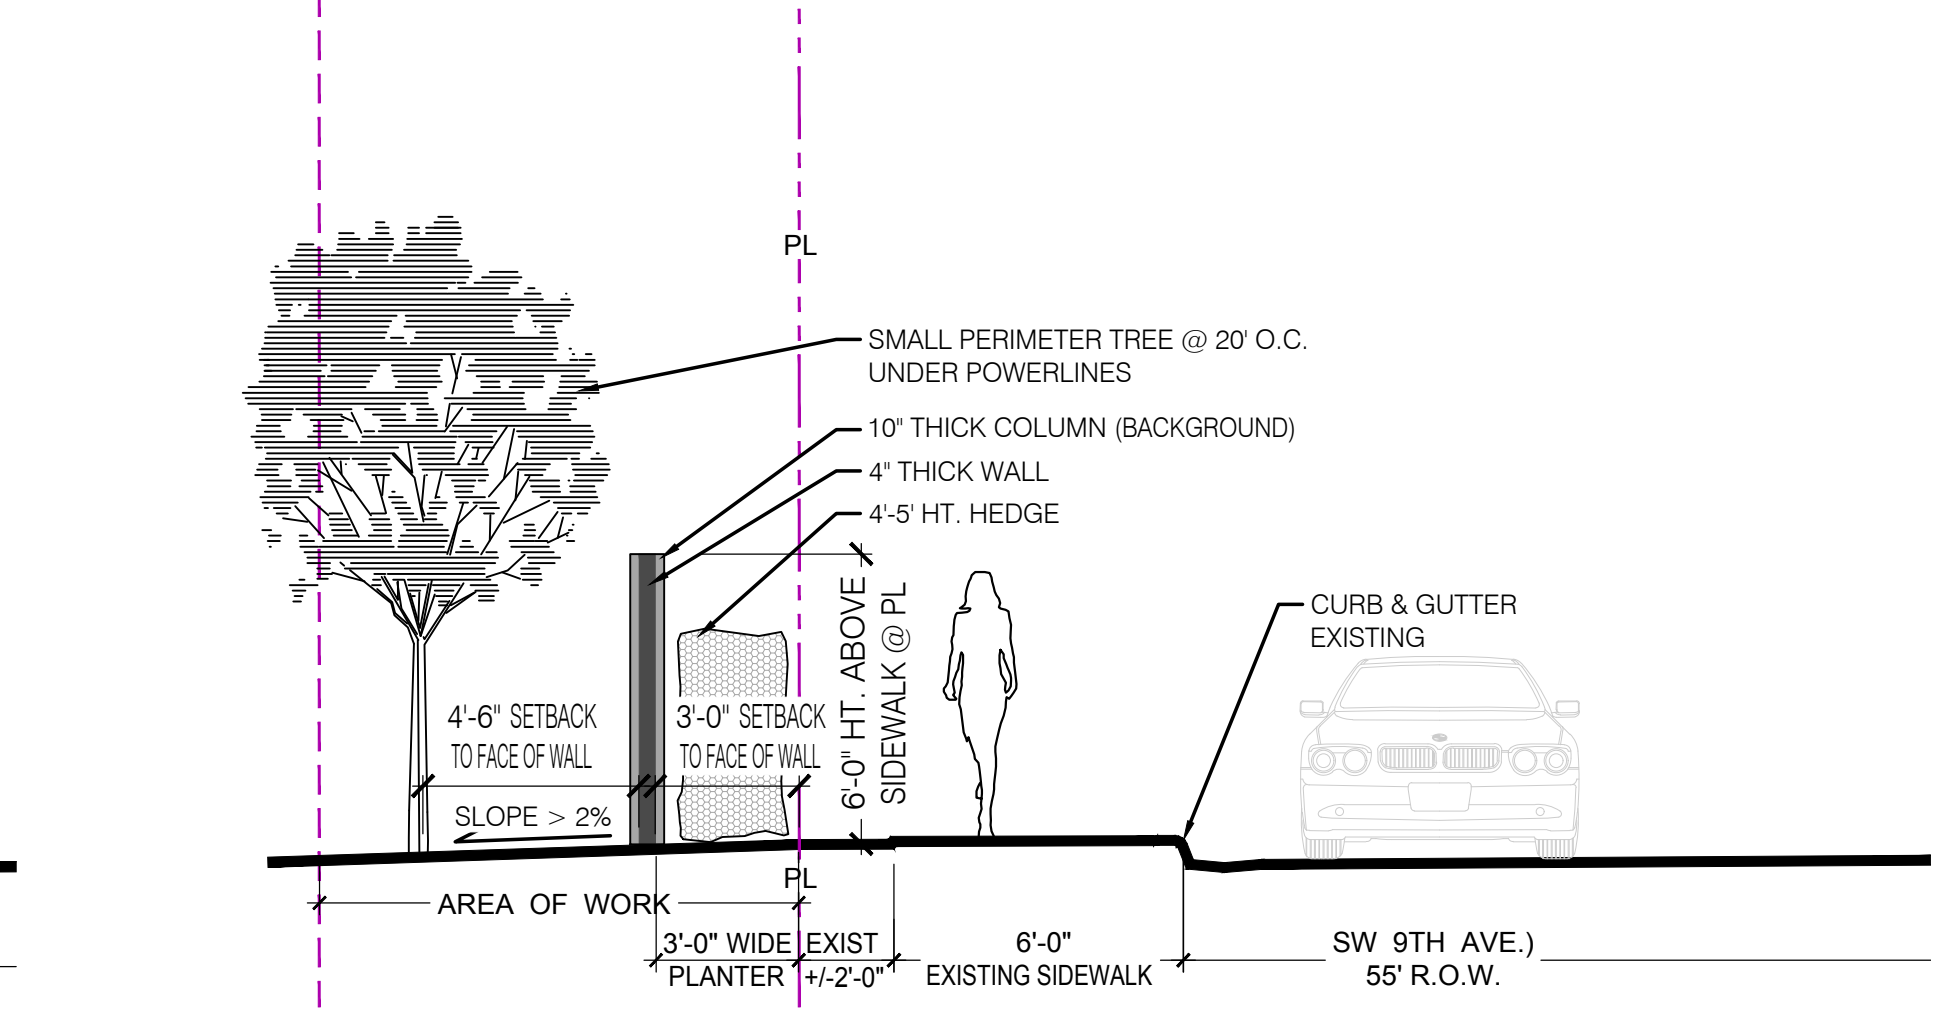 PL
SMALL PERIMETER TREE @ 20' O.C.
UNDER POWERLINES
10" THICK COLUMN (BACKGROUND)
4" THICK WALL
4'-5' HT. HEDGE
6'-0" HT. ABOVE
SIDEWALK @ PL
CURB & GUTTER
EXISTING
4'-6" SETBACK
TO FACE OF WALL
3'-0" SETBACK
TO FACE OF WALL
SLOPE > 2%
PL
AREA OF WORK
3'-0" WIDE
PLANTER
EXIST
+/-2'-0"
6'-0"
EXISTING SIDEWALK
SW 9TH AVE.)
55' R.O.W.